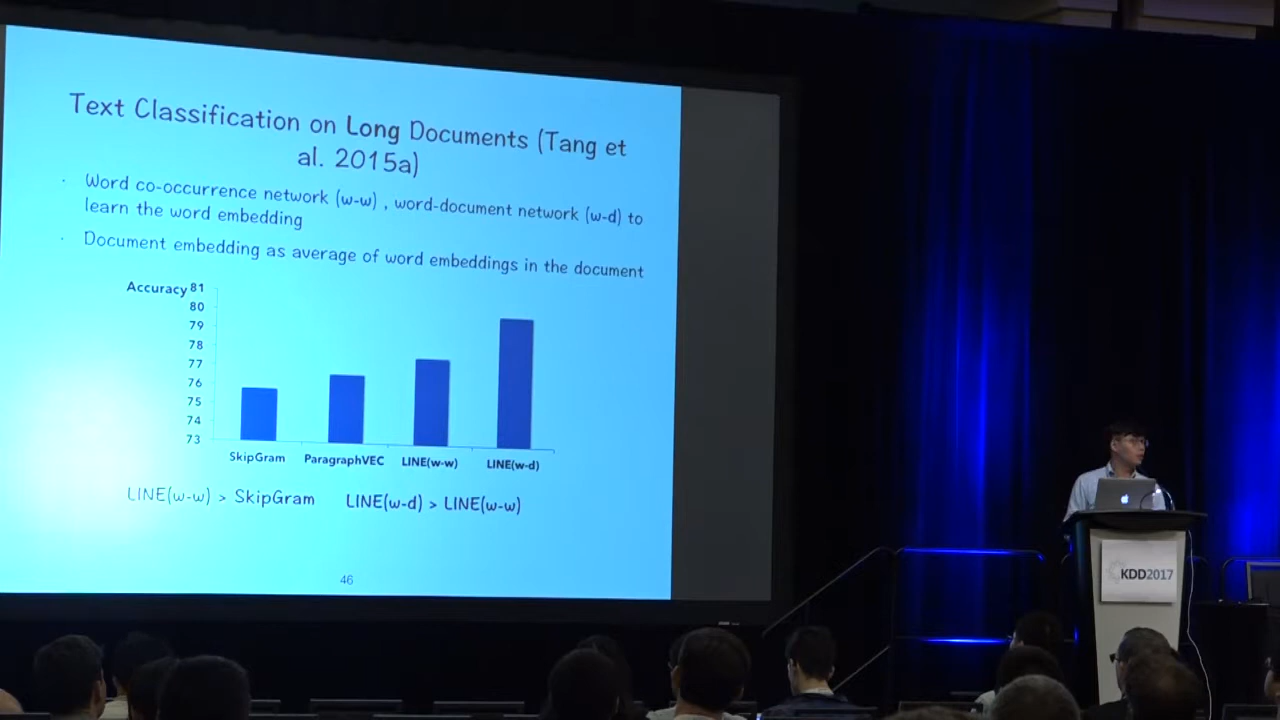 Text Classification on Long Documents (Tang et
al. 2015a)
· Word co-occurrence network (w-w) , word-document network (w-d) to
learn the word embedding
· Document embedding as average of word embeddings in the document
Accuracy 81
80
79
78
77
76
75
74
73
SkipGram ParagraphVEC LINE(w-w) LINE(w-d)
LINE(w-w) > SkipGram LINE(w-d) > LINE(w-w)
46
KDD2017